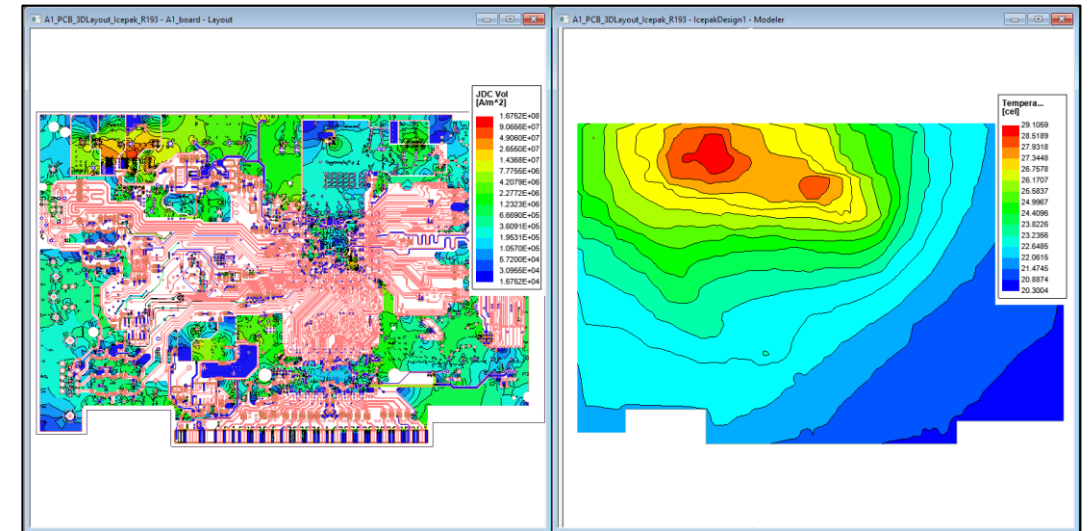 A1_PCB_3DLayout_Icepak_R193 - A1_board - Layout
JDC Vol
[A/m^2]
1.6752E+08
9.0656E+07
4.9060E+07
2.6550E+07
1.4368E+07
7.7756E+06
4.2079E+06
2.2772E+06
1.2323E+06
6.6690E+05
3.6091E+05
1.9531E+05
1.0570E+05
5.7200E+04
3.0955E+04
1.6752E+04
A1_PCB_3DLayout_Icepak_R193 - IcepakDesign1 - Modeler
Tempera...
[cel]
29.1059
28.5189
27.9318
27.3448
26.7578
26.1707
25.5837
24.9967
24.4096
23.8226
23.2356
22.6485
22.0615
21.4745
20.8874
20.3004